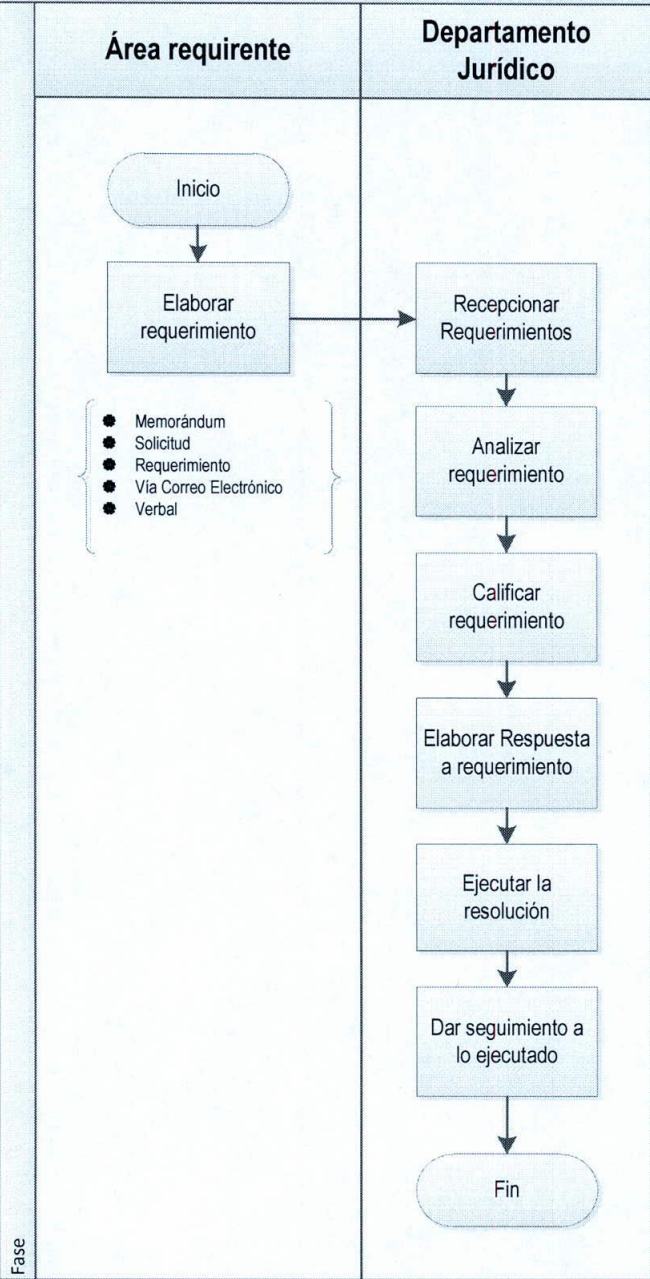 Área requirente
Departamento
Jurídico
Inicio
Elaborar
requerimiento
Memorándum
Solicitud
Requerimiento
Vía Correo Electrónico
Verbal
Recepcionar
Requerimientos
Analizar
requerimiento
Calificar
requerimiento
Elaborar Respuesta
a requerimiento
Ejecutar la
resolución
Dar seguimiento a
lo ejecutado
Fin
Fase